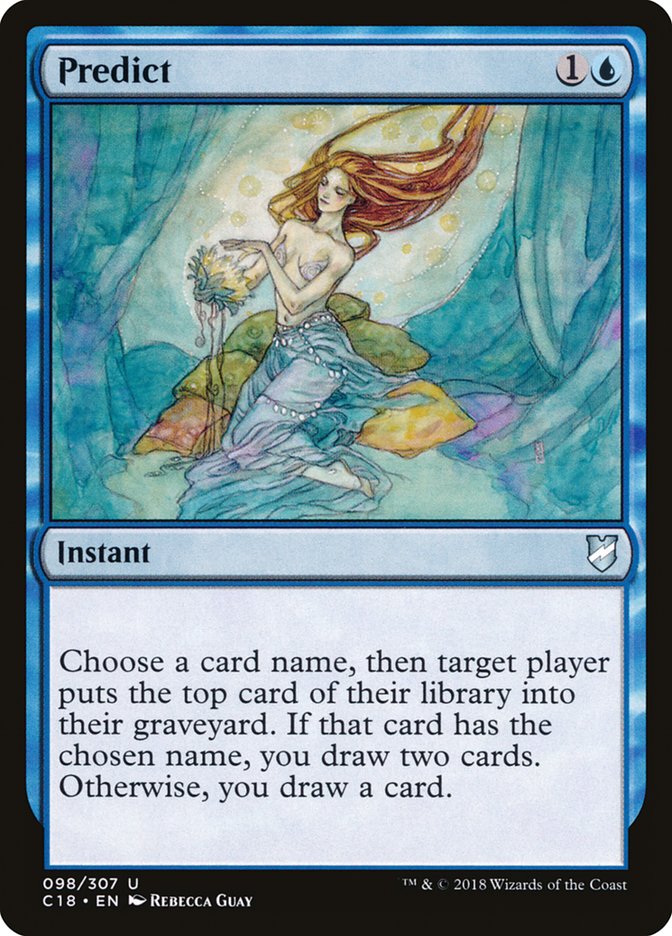 Predict 1
Instant
Choose a card name, then target player
puts the top card of their library into
their graveyard. If that card has the
chosen name, you draw two cards.
Otherwise, you draw a card.
098/307 U
C18 • EN Rebecca Guay
™ & © 2018 Wizards of the Coast